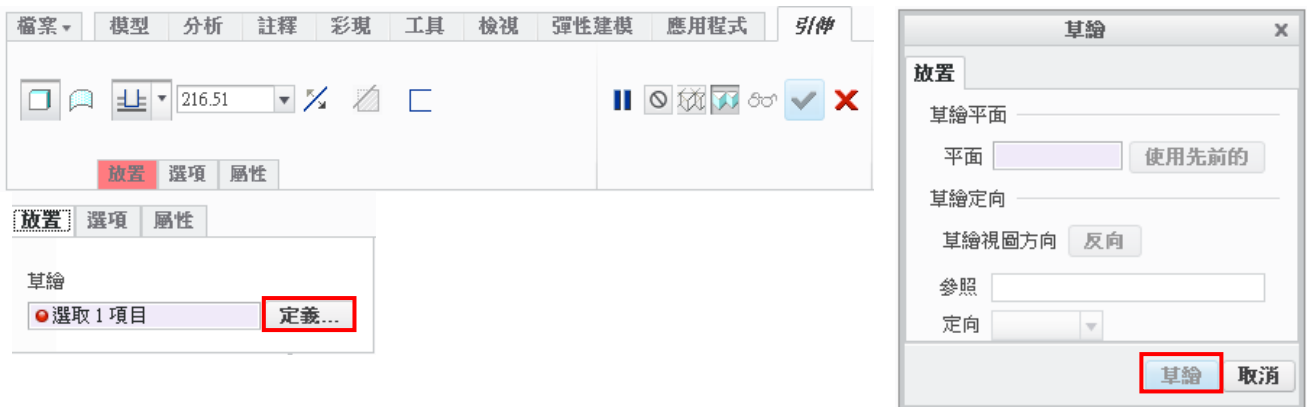 檔案 模型 分析 註釋 彩現 工具 檢視 彈性建模 應用程式 引伸
216.51
放置 選項 屬性
放置 選項 屬性
草繪
選取 1 項目 定義...
草繪 x
放置
草繪平面
平面 使用先前的
草繪定向
草繪視圖方向 反向
參照
定向
草繪 取消